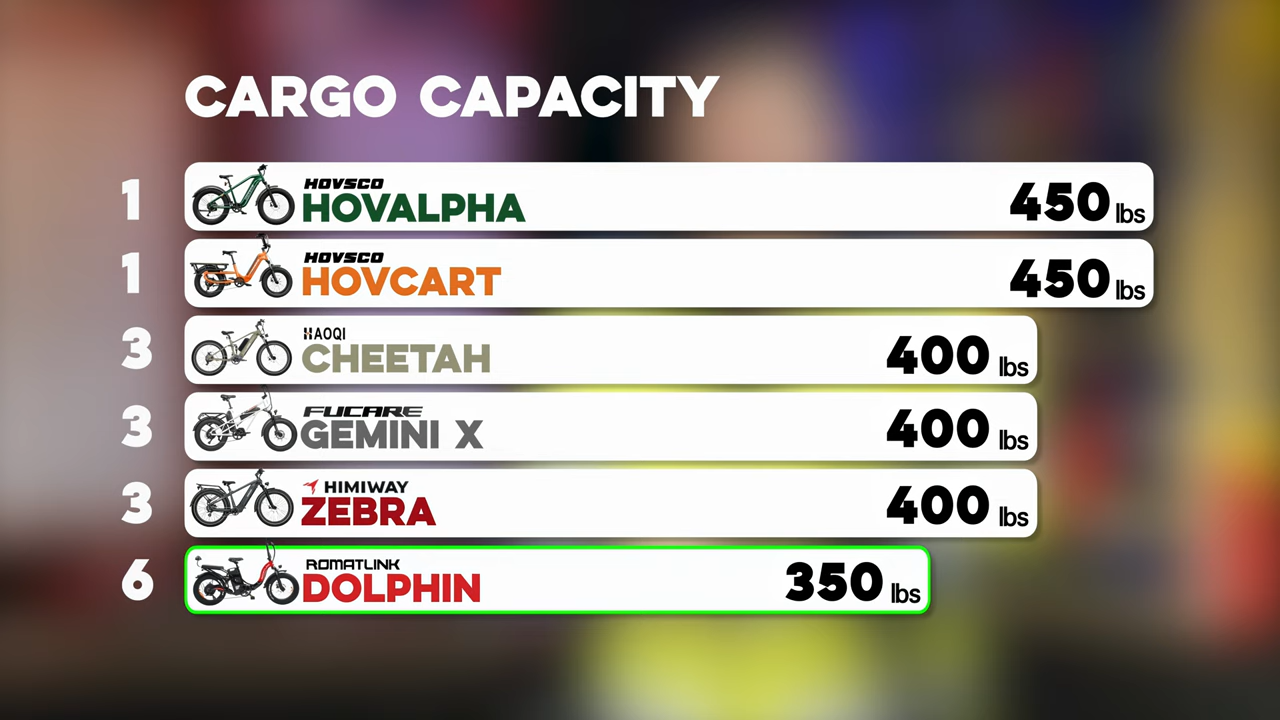 CARGO CAPACITY
1
HOVSCO
HOVALPHA
450 lbs
1
HOVSCO
HOVCART
450 lbs
3
HAOQI
CHEETAH
400 lbs
3
FUCARE
GEMINI X
400 lbs
3
HIMIWAY
ZEBRA
400 lbs
6
ROMATLINK
DOLPHIN
350 lbs